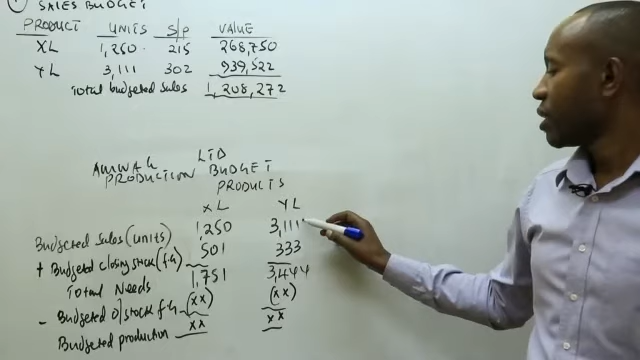 SALES BUDGET
PRODUCT UNITS S/P VALUE
XL 1,250 215 268,750
YL 3,111 302 939,522
Total budgeted sales 1,208,272
LTD
PRODUCTION BUDGET
PRODUCTS
XL YL
Budgeted Sales (units) 1,250 3,111
+ Budgeted closing stock (f.g) 501 333
Total Needs 1,751 3,444
- Budgeted o/stock f.g (xx) (xx)
Budgeted production xx xx